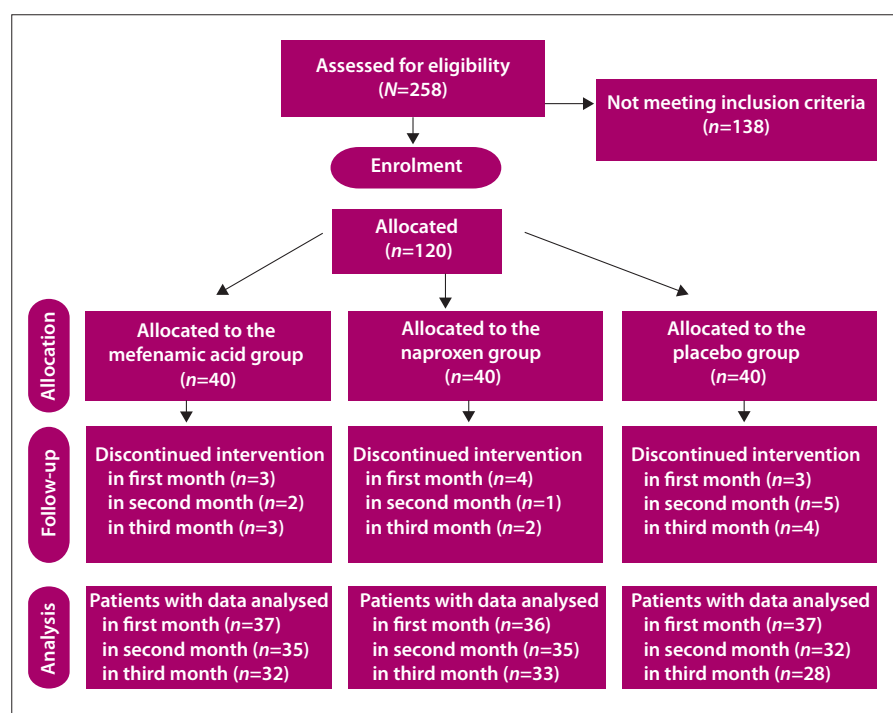 Assessed for eligibility
(N=258)
Not meeting inclusion criteria
(n=138)
Enrolment
Allocated
(n=120)
Allocation
Allocated to the
mefenamic acid group
(n=40)
Allocated to the
naproxen group
(n=40)
Allocated to the
placebo group
(n=40)
Follow-up
Discontinued intervention
in first month (n=3)
in second month (n=2)
in third month (n=3)
Discontinued intervention
in first month (n=4)
in second month (n=1)
in third month (n=2)
Discontinued intervention
in first month (n=3)
in second month (n=5)
in third month (n=4)
Analysis
Patients with data analysed
in first month (n=37)
in second month (n=35)
in third month (n=32)
Patients with data analysed
in first month (n=36)
in second month (n=35)
in third month (n=33)
Patients with data analysed
in first month (n=37)
in second month (n=32)
in third month (n=28)